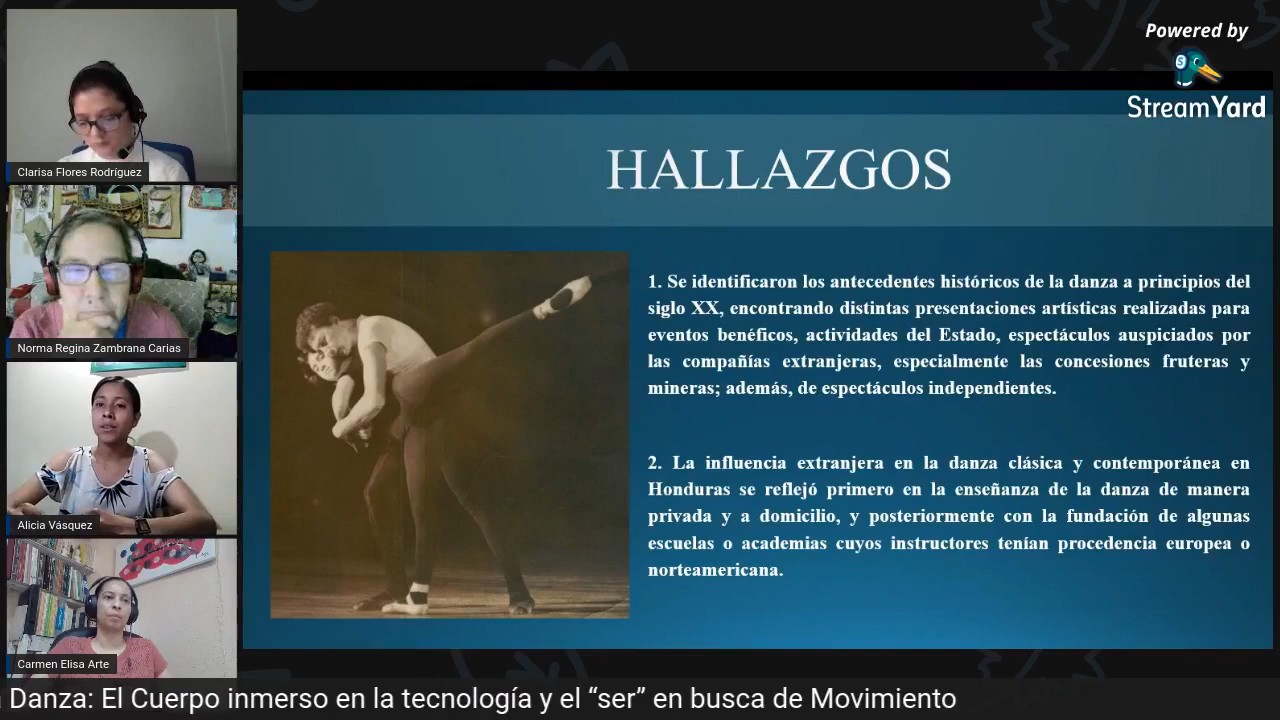 Powered by
StreamYard
HALLAZGOS
1. Se identificaron los antecedentes históricos de la danza a principios del
siglo XX, encontrando distintas presentaciones artísticas realizadas para
eventos benéficos, actividades del Estado, espectáculos auspiciados por
las compañías extranjeras, especialmente las concesiones fruteras y
mineras; además, de espectáculos independientes.
2. La influencia extranjera en la danza clásica y contemporánea en
Honduras se reflejó primero en la enseñanza de la danza de manera
privada y a domicilio, y posteriormente con la fundación de algunas
escuelas o academias cuyos instructores tenían procedencia europea o
norteamericana.
Clarisa Flores Rodríguez
Norma Regina Zambrana Carias
Alicia Vásquez
Carmen Elisa Arte
Danza: El Cuerpo inmerso en la tecnología y el “ser” en busca de Movimiento